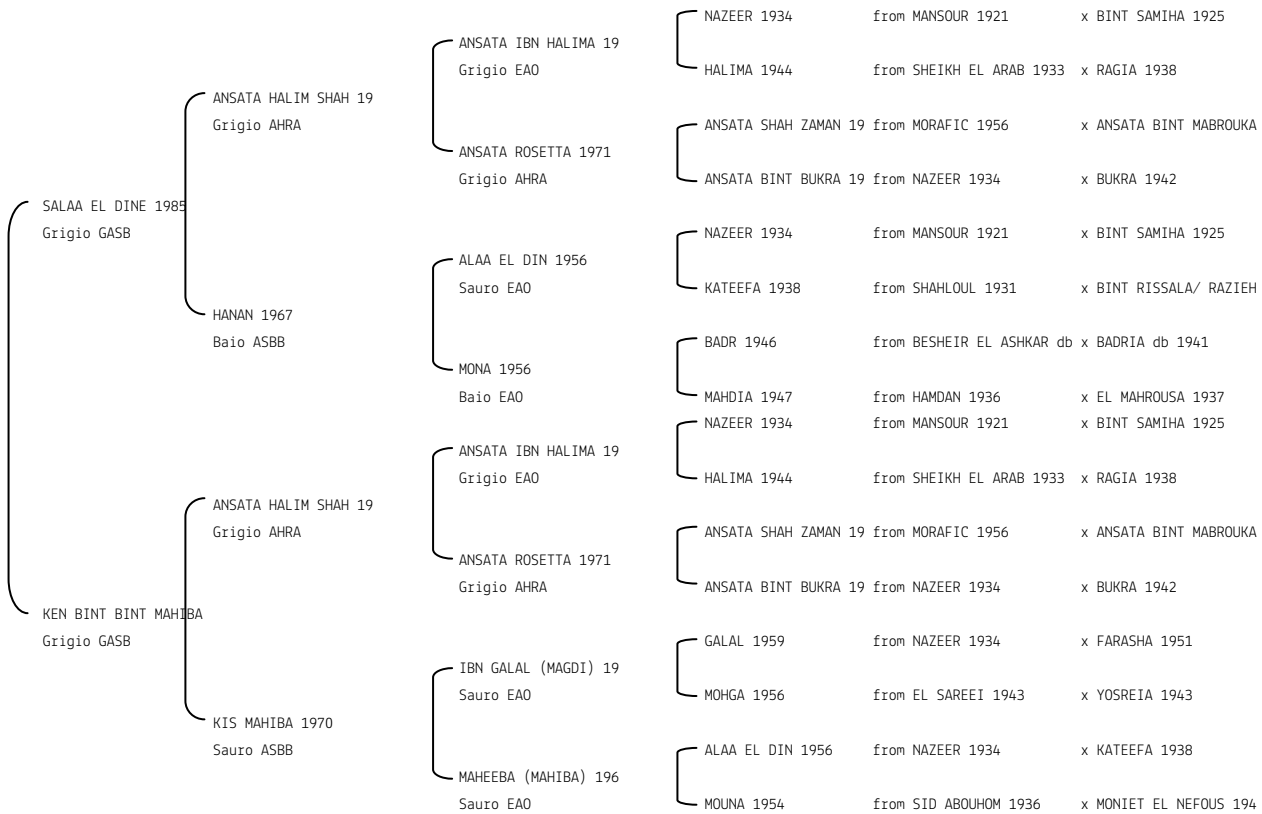 NAZEER 1934 from MANSOUR 1921 x BINT SAMIHA 1925
ANSATA IBN HALIMA 19
Grigio EAO
HALIMA 1944 from SHEIKH EL ARAB 1933 x RAGIA 1938
ANSATA HALIM SHAH 19
Grigio AHRA
ANSATA SHAH ZAMAN 19 from MORAFIC 1956 x ANSATA BINT MABROUKA
ANSATA ROSETTA 1971
Grigio AHRA
ANSATA BINT BUKRA 19 from NAZEER 1934 x BUKRA 1942
SALAA EL DINE 1985
Grigio GASB
NAZEER 1934 from MANSOUR 1921 x BINT SAMIHA 1925
ALAA EL DIN 1956
Sauro EAO
KATEEFA 1938 from SHAHLOUL 1931 x BINT RISSALA/ RAZIEH
HANAN 1967
Baio ASBB
BADR 1946 from BESHEIR EL ASHKAR db x BADRIA db 1941
MONA 1956
Baio EAO
MAHDIA 1947 from HAMDAN 1936 x EL MAHROUSA 1937
NAZEER 1934 from MANSOUR 1921 x BINT SAMIHA 1925
ANSATA IBN HALIMA 19
Grigio EAO
HALIMA 1944 from SHEIKH EL ARAB 1933 x RAGIA 1938
ANSATA HALIM SHAH 19
Grigio AHRA
ANSATA SHAH ZAMAN 19 from MORAFIC 1956 x ANSATA BINT MABROUKA
ANSATA ROSETTA 1971
Grigio AHRA
ANSATA BINT BUKRA 19 from NAZEER 1934 x BUKRA 1942
KEN BINT BINT MAHIBA
Grigio GASB
GALAL 1959 from NAZEER 1934 x FARASHA 1951
IBN GALAL (MAGDI) 19
Sauro EAO
MOHGA 1956 from EL SAREEI 1943 x YOSREIA 1943
KIS MAHIBA 1970
Sauro ASBB
ALAA EL DIN 1956 from NAZEER 1934 x KATEEFA 1938
MAHEEBA (MAHIBA) 196
Sauro EAO
MOUNA 1954 from SID ABOUHOM 1936 x MONIET EL NEFOUS 194